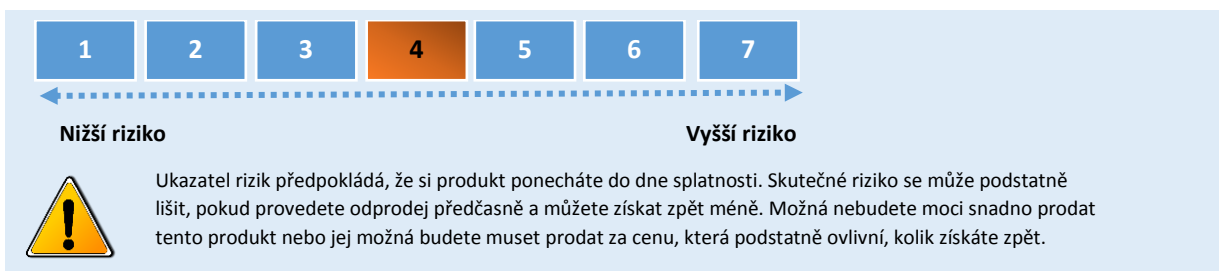 1 2 3 4 5 6 7
Nižší riziko Vyšší riziko
Ukazatel rizik předpokládá, že si produkt ponecháte do dne splatnosti. Skutečné riziko se může podstatně
lišit, pokud provedete odprodej předčasně a můžete získat zpět méně. Možná nebudete moci snadno prodat
tento produkt nebo jej možná budete muset prodat za cenu, která podstatně ovlivní, kolik získáte zpět.